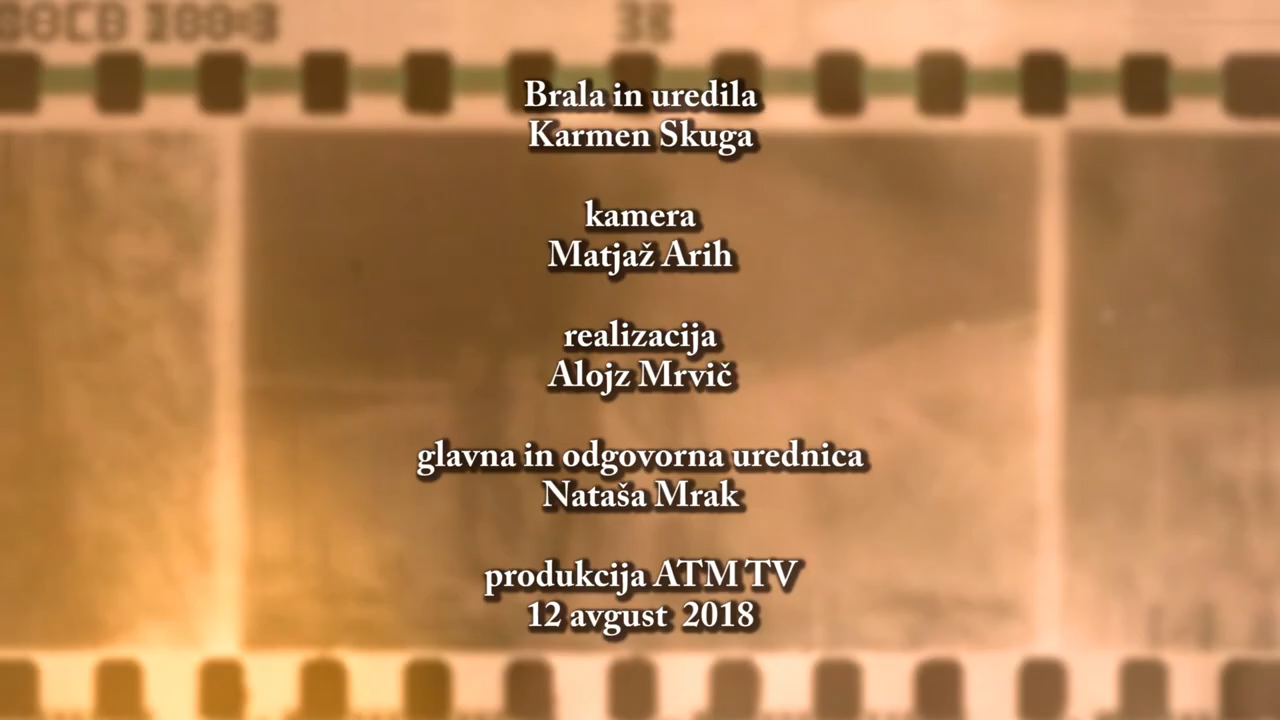 38
Brala in uredila
Karmen Skuga
kamera
Matjaž Arih
realizacija
Alojz Mrvič
glavna in odgovorna urednica
Nataša Mrak
produkcija ATM TV
12 avgust 2018